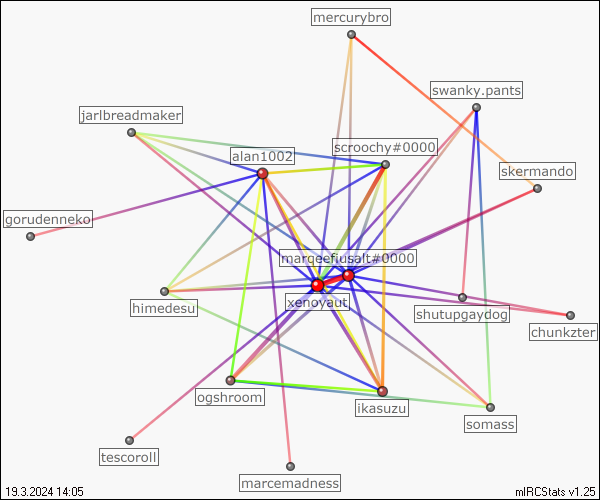 mercurybro
swanky.pants
jarlbreadmaker
scroochy#0000
alan1002
skermando
gorudenneko
marqeefiusaft#0000
xenoyaut
himedesu
shutupgaydog
chunkzter
ogshroom
ikasuzu
somass
tescoroll
marcemadness
19.3.2024 14:05
mIRCStats v1.25